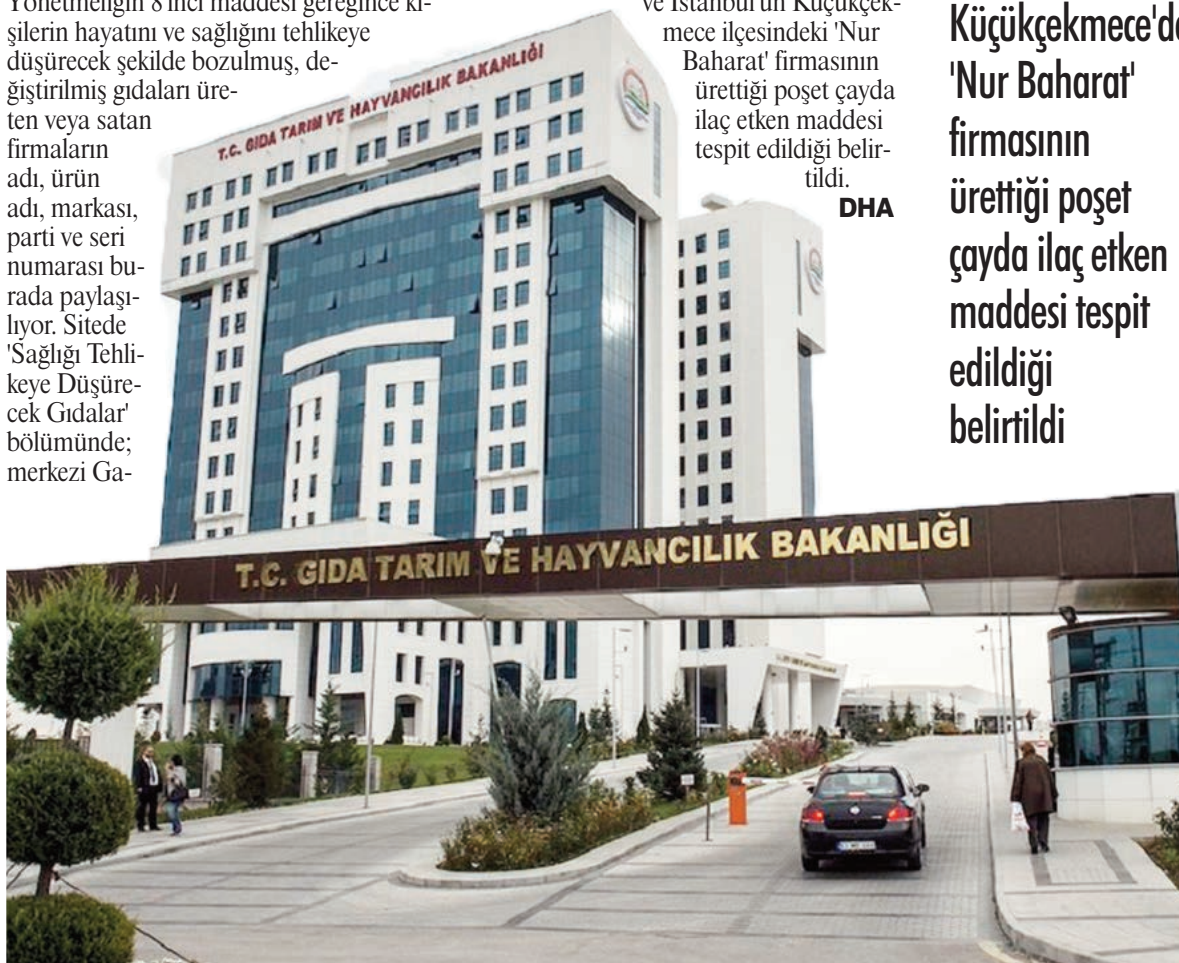 Yönetmeliğin 8'inci maddesi gereğince ki-
şilerin hayatını ve sağlığını tehlikeye
düşürecek şekilde bozulmuş, de-
ğiştirilmiş gıdaları üre-
ten veya satan
firmaların
adı, ürün
adı, markası,
parti ve seri
numarası bu-
rada paylaşı-
lıyor. Sitede
'Sağlığı Tehli-
keye Düşüre-
cek Gıdalar'
bölümünde;
merkezi Ga-
ve İstanbul'un Küçükçek-
mece ilçesindeki 'Nur
Baharat' firmasının
ürettiği poşet çayda
ilaç etken maddesi
tespit edildiği belir-
tildi.
DHA
Küçükçekmece'de
'Nur Baharat'
firmasının
ürettiği poşet
çayda ilaç etken
maddesi tespit
edildiği
belirtildi
T.C. GIDA TARIM VE HAYVANCILIK BAKANLIĞI
T.C. GIDA TARIM VE HAYVANCILIK BAKANLIĞI